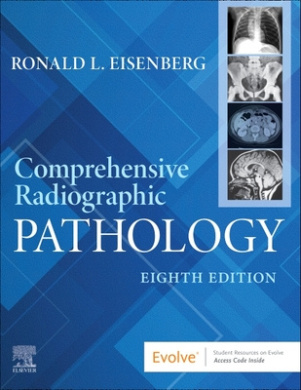 RONALD L. EISENBERG
Comprehensive
Radiographic
PATHOLOGY
EIGHTH EDITION
ELSEVIER
Evolve®
Student Resources on Evolve
Access Code Inside